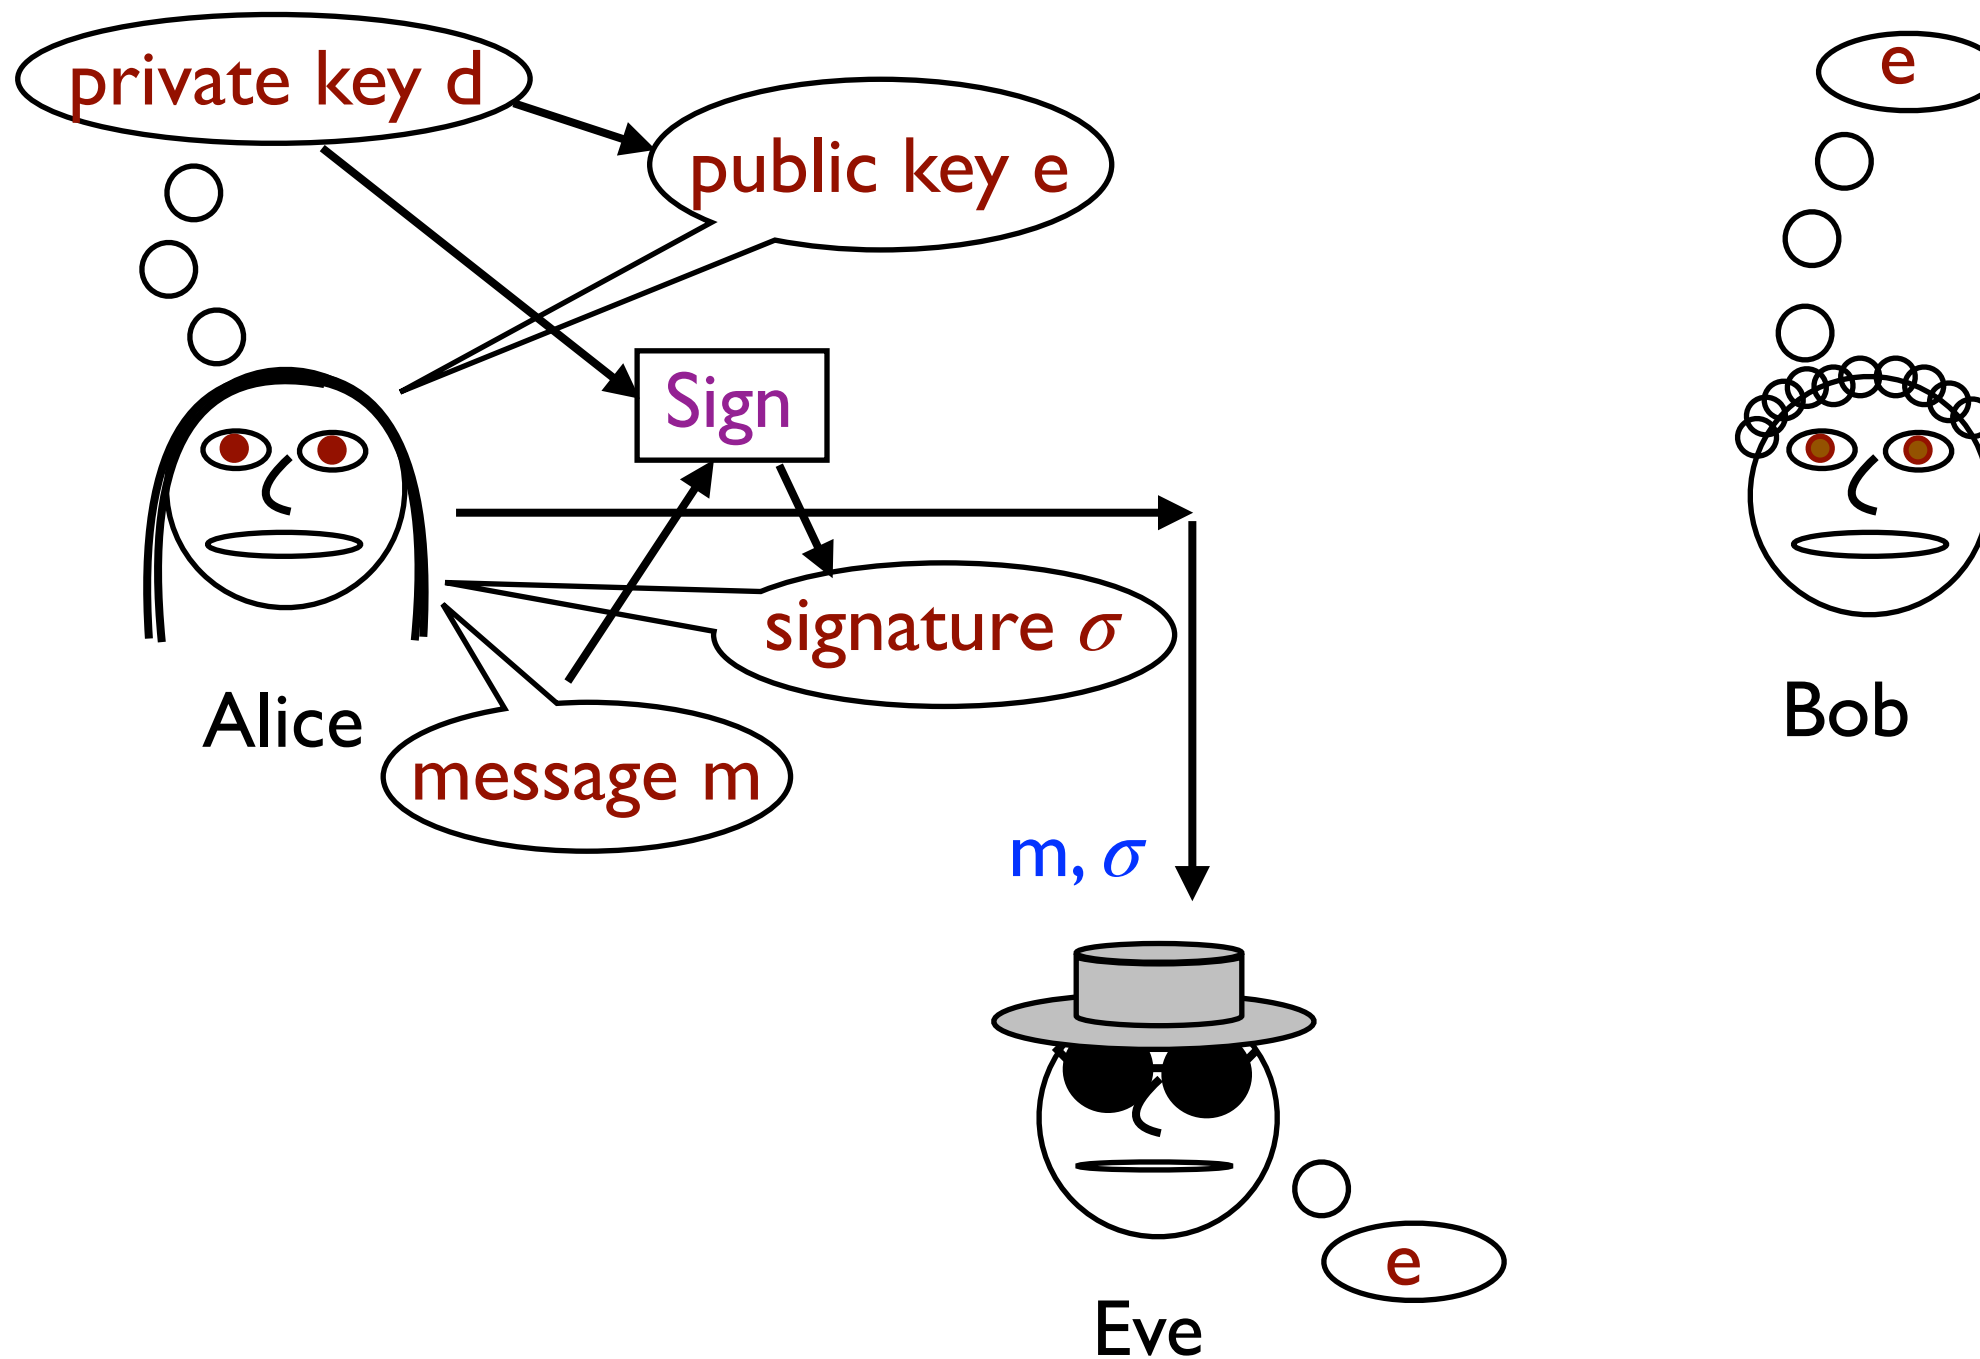 private key d
e
public key e
Sign
signature σ
Alice
Bob
message m
m, σ
e
Eve